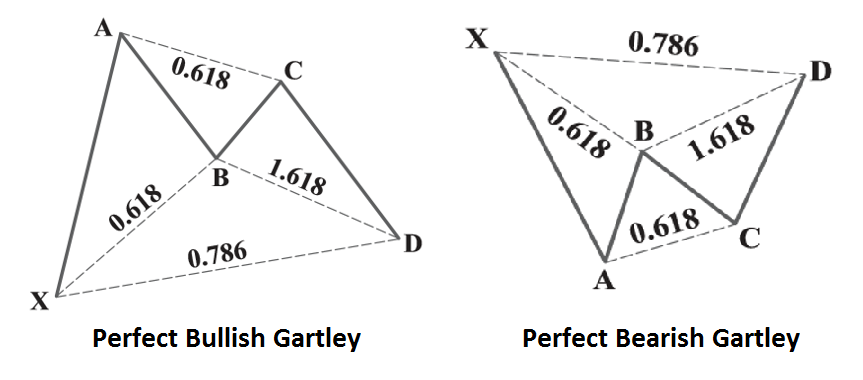 A
0.618
C
B
0.618
1.618
D
0.786
X
Perfect Bullish Gartley
X
0.786
D
0.618
B
1.618
0.618
C
A
Perfect Bearish Gartley